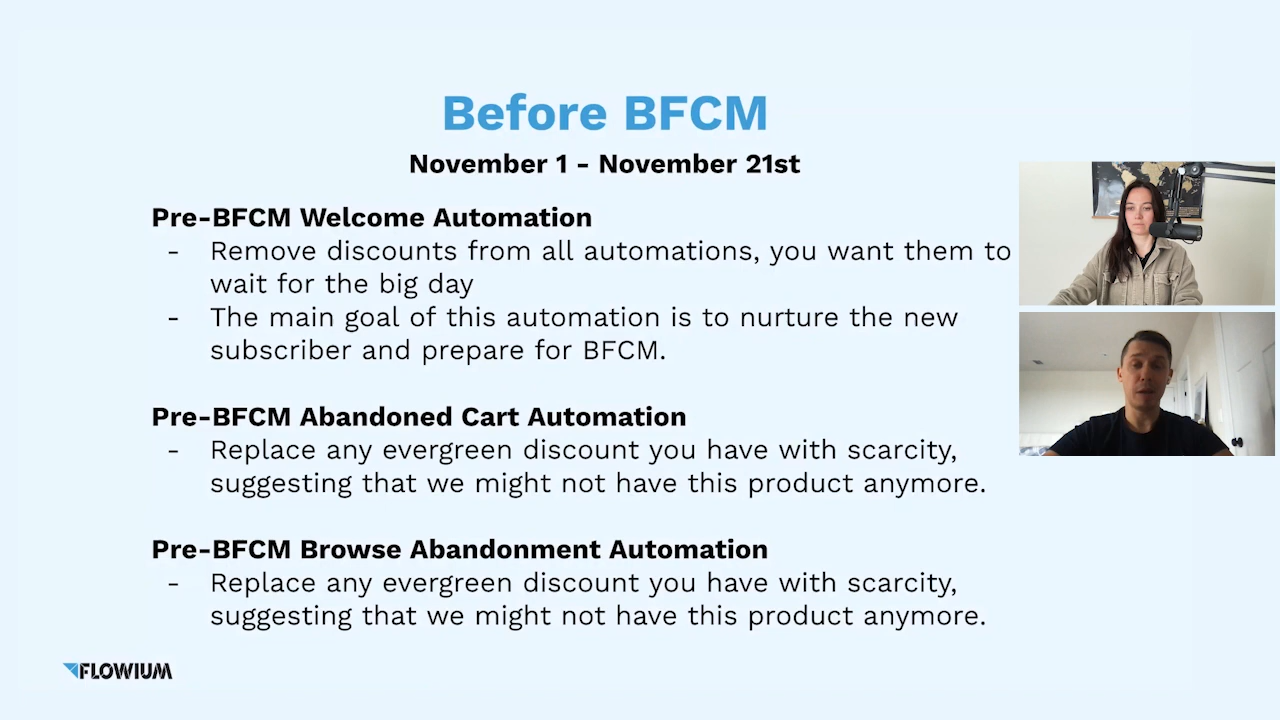 Before BFCM
November 1 - November 21st
Pre-BFCM Welcome Automation
- Remove discounts from all automations, you want them to
wait for the big day
- The main goal of this automation is to nurture the new
subscriber and prepare for BFCM.
Pre-BFCM Abandoned Cart Automation
- Replace any evergreen discount you have with scarcity,
suggesting that we might not have this product anymore.
Pre-BFCM Browse Abandonment Automation
- Replace any evergreen discount you have with scarcity,
suggesting that we might not have this product anymore.
FLOWIUM